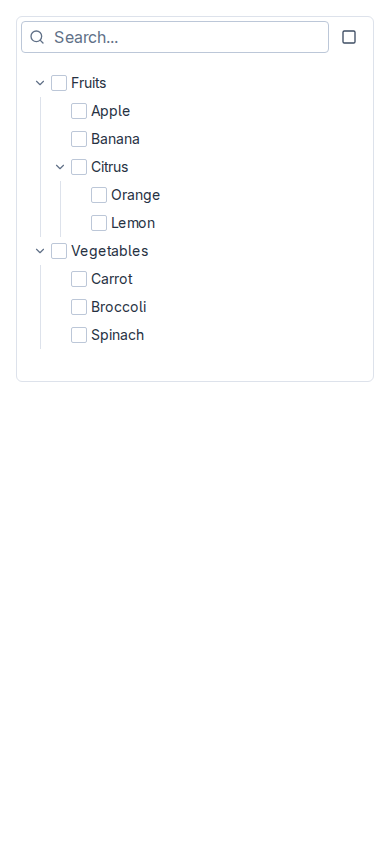 Search...
Fruits
Apple
Banana
Citrus
Orange
Lemon
Vegetables
Carrot
Broccoli
Spinach